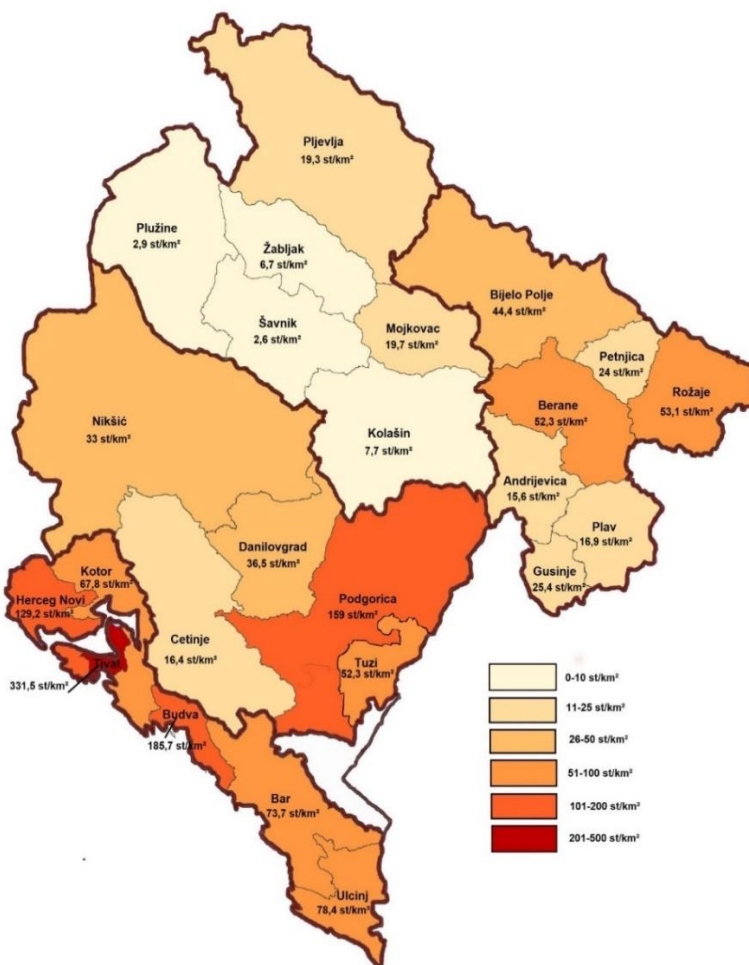 Pljevlja
19,3 st/km²
Plužine
2,9 st/km²
Žabljak
6,7 st/km²
Bijelo Polje
44,4 st/km²
Šavnik
2,6 st/km²
Mojkovac
19,7 st/km²
Petnjica
24 st/km²
Rožaje
53,1 st/km²
Berane
52,3 st/km²
Nikšić
33 st/km²
Kolašin
7,7 st/km²
Andrijevica
15,6 st/km²
Plav
16,9 st/km²
Gusinje
25,4 st/km²
Danilovgrad
36,5 st/km²
Kotor
67,8 st/km²
Herceg Novi
129,2 st/km²
Podgorica
159 st/km²
Cetinje
16,4 st/km²
Tuzi
52,3 st/km²
Tivat
331,5 st/km²
Budva
185,7 st/km²
Bar
73,7 st/km²
Ulcinj
78,4 st/km²
0-10 st/km²
11-25 st/km²
26-50 st/km²
51-100 st/km²
101-200 st/km²
201-500 st/km²